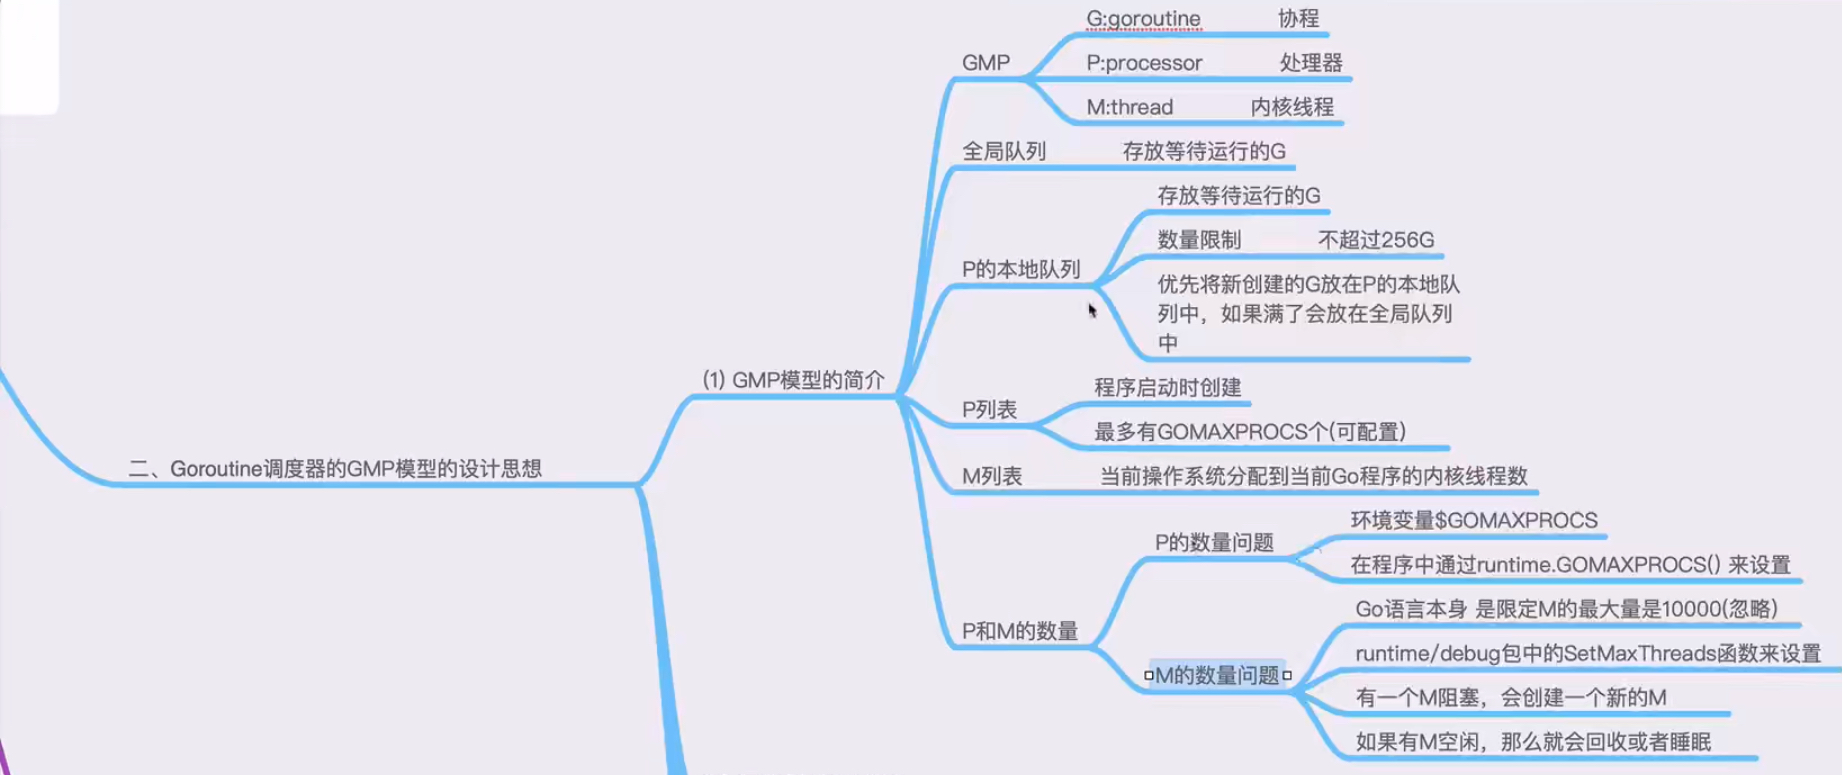 G:goroutine 协程
GMP
P:processor 处理器
M:thread 内核线程
全局队列 存放等待运行的G
存放等待运行的G
数量限制 不超过256G
P的本地队列
优先将新创建的G放在P的本地队
列中，如果满了会放在全局队列
中
(1) GMP模型的简介
程序启动时创建
P列表
最多有GOMAXPROCS个(可配置)
二、Goroutine调度器的GMP模型的设计思想
M列表 当前操作系统分配到当前Go程序的内核线程数
环境变量$GOMAXPROCS
P的数量问题
在程序中通过runtime.GOMAXPROCS() 来设置
Go语言本身 是限定M的最大量是10000(忽略)
P和M的数量
runtime/debug包中的SetMaxThreads函数来设置
M的数量问题
有一个M阻塞，会创建一个新的M
如果有M空闲，那么就会回收或者睡眠